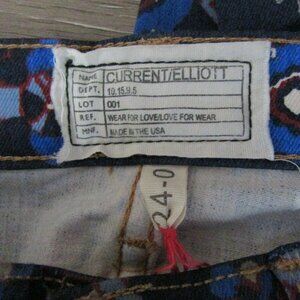 NAME CURRENT/ELLIOTT
DEPT. 10.15.9.5
LOT 001
REF. WEAR FOR LOVE/LOVE FOR WEAR
MNF. MADE IN THE USA
24-0